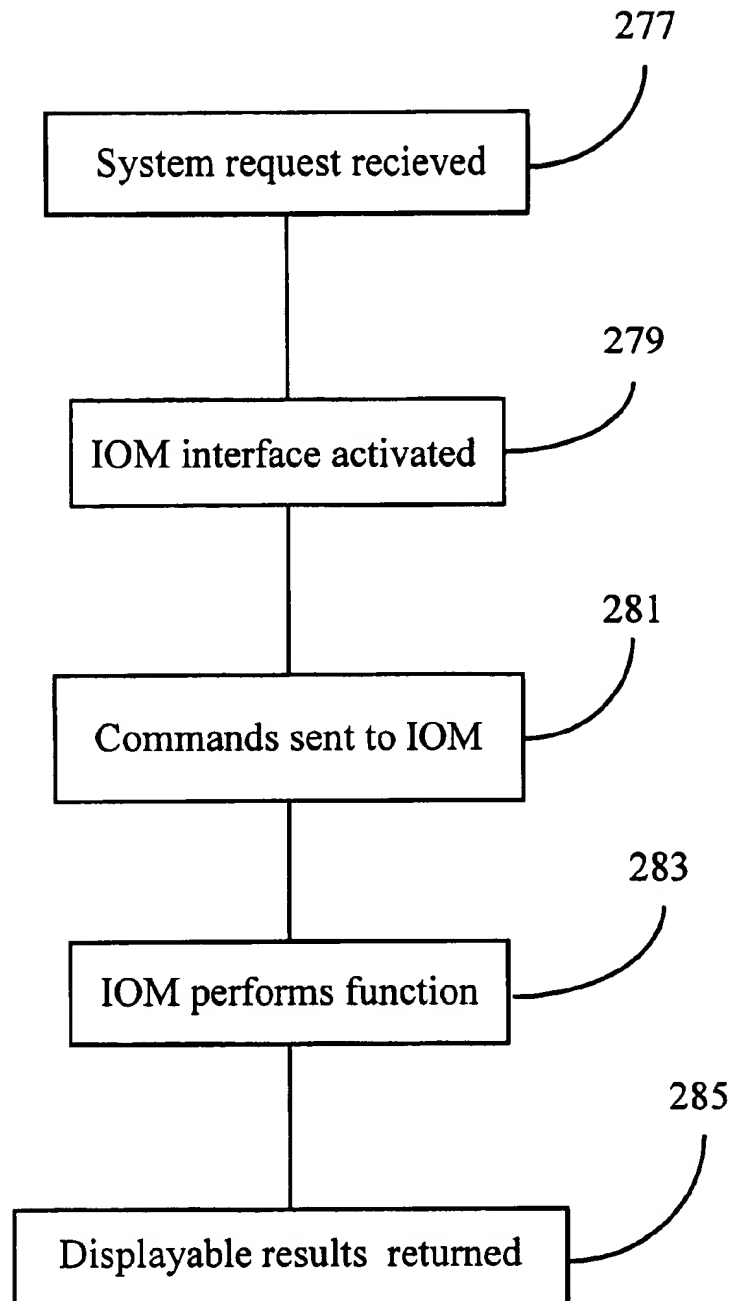 277
System request recieved
279
IOM interface activated
281
Commands sent to IOM
283
IOM performs function
285
Displayable results returned